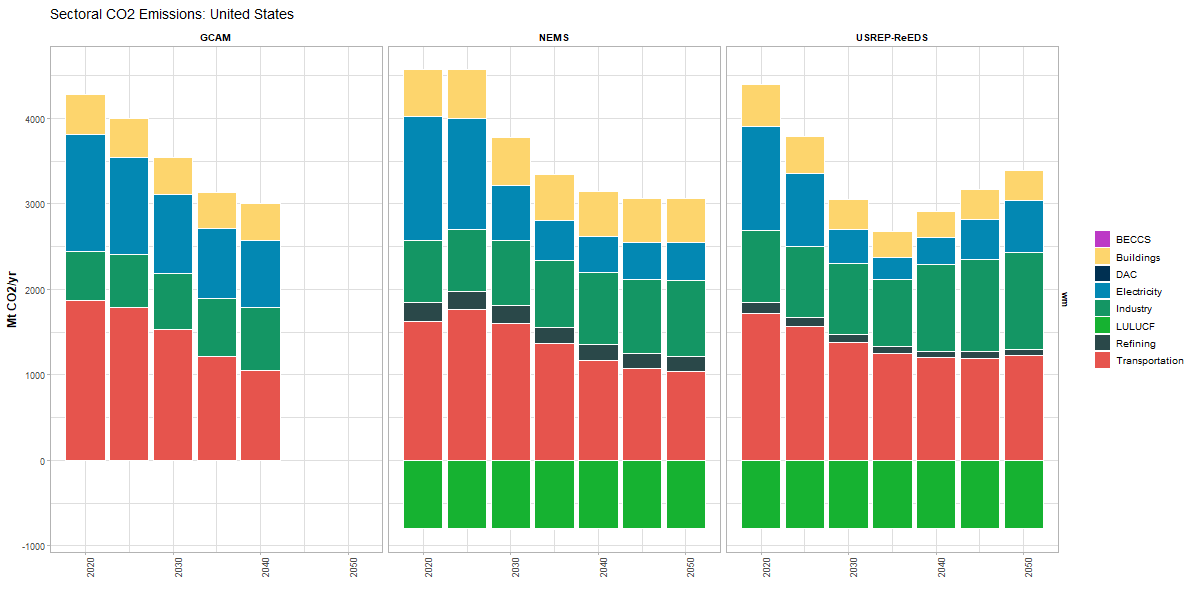 Sectoral CO2 Emissions: United States
GCAM
NEMS
USREP-ReEDS
Mt CO2/yr
4000
3000
2000
1000
0
-1000
2020
2030
2040
2050
2020
2030
2040
2050
2020
2030
2040
2050
wm
BECCS
Buildings
DAC
Electricity
Industry
LULUCF
Refining
Transportation